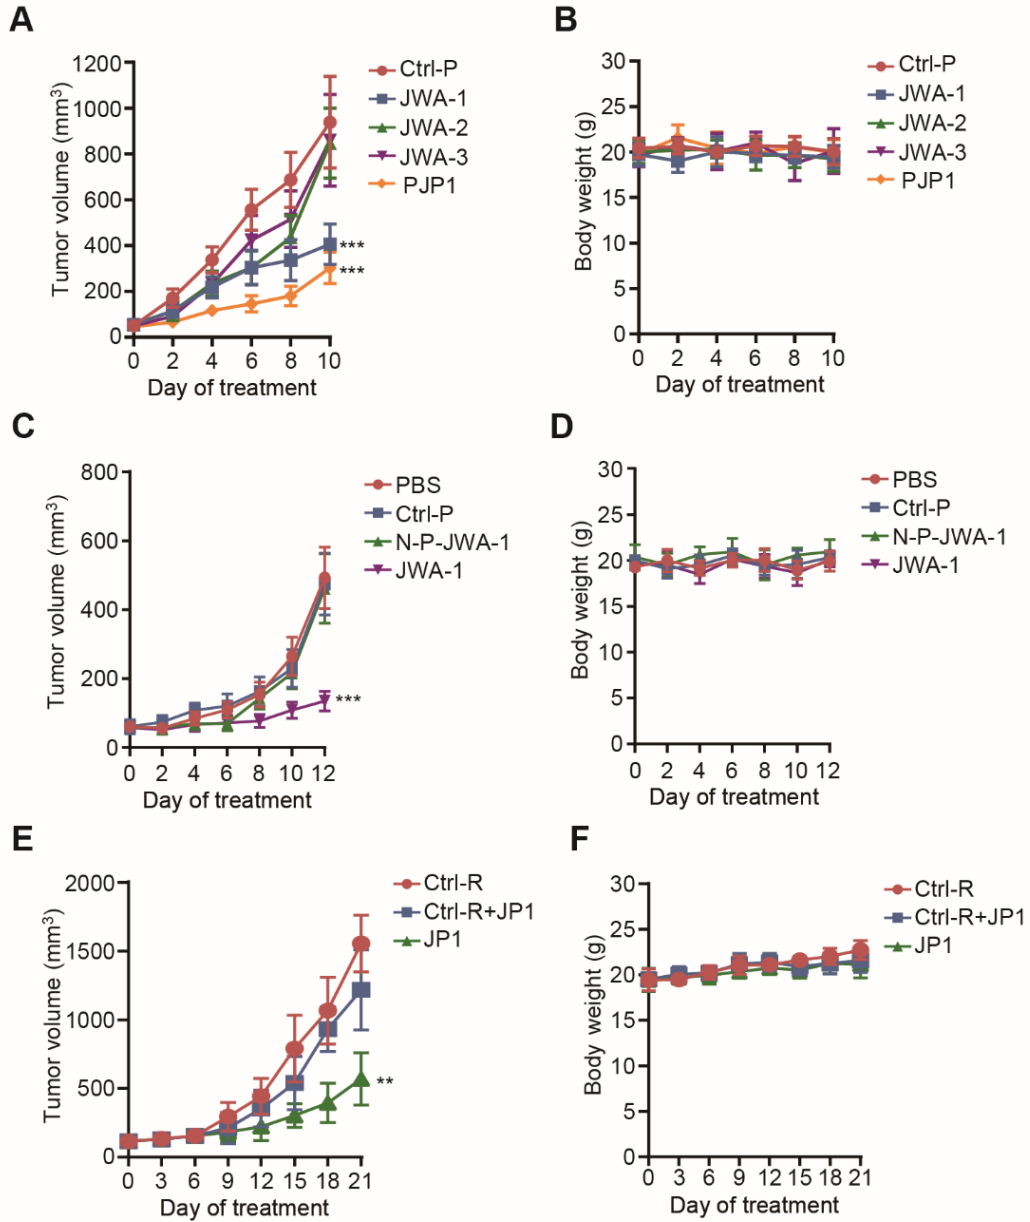 A
Tumor volume (mm³)
1200
1000
800
600
400
200
0
0 2 4 6 8 10
Day of treatment
Ctrl-P
JWA-1
JWA-2
JWA-3
PJP1
***
***
B
Body weight (g)
30
25
20
15
10
5
0
0 2 4 6 8 10
Day of treatment
Ctrl-P
JWA-1
JWA-2
JWA-3
PJP1
C
Tumor volume (mm³)
800
600
400
200
0
0 2 4 6 8 10 12
Day of treatment
PBS
Ctrl-P
N-P-JWA-1
JWA-1
***
D
Body weight (g)
30
25
20
15
10
5
0
0 2 4 6 8 10 12
Day of treatment
PBS
Ctrl-P
N-P-JWA-1
JWA-1
E
Tumor volume (mm³)
2000
1500
1000
500
0
0 3 6 9 12 15 18 21
Day of treatment
Ctrl-R
Ctrl-R+JP1
JP1
**
F
Body weight (g)
30
25
20
15
10
5
0
0 3 6 9 12 15 18 21
Day of treatment
Ctrl-R
Ctrl-R+JP1
JP1